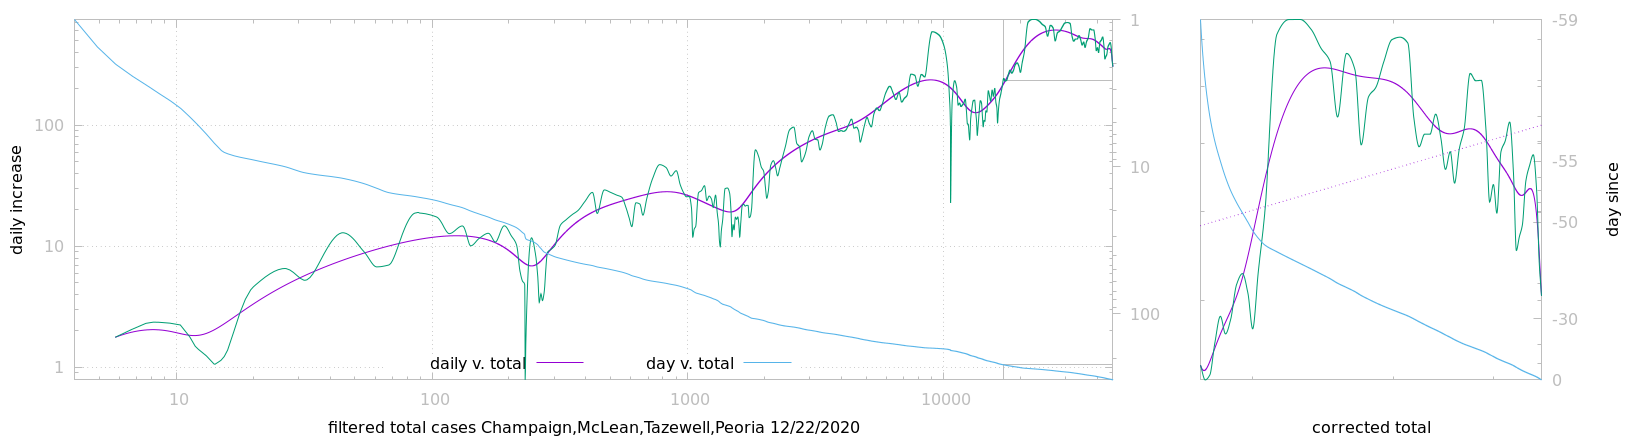 daily increase
100
10
1
10
100
1000
10000
1
10
100
daily v. total
day v. total
filtered total cases Champaign,McLean,Tazewell,Peoria 12/22/2020
-59
-55
-50
-30
0
day since
corrected total